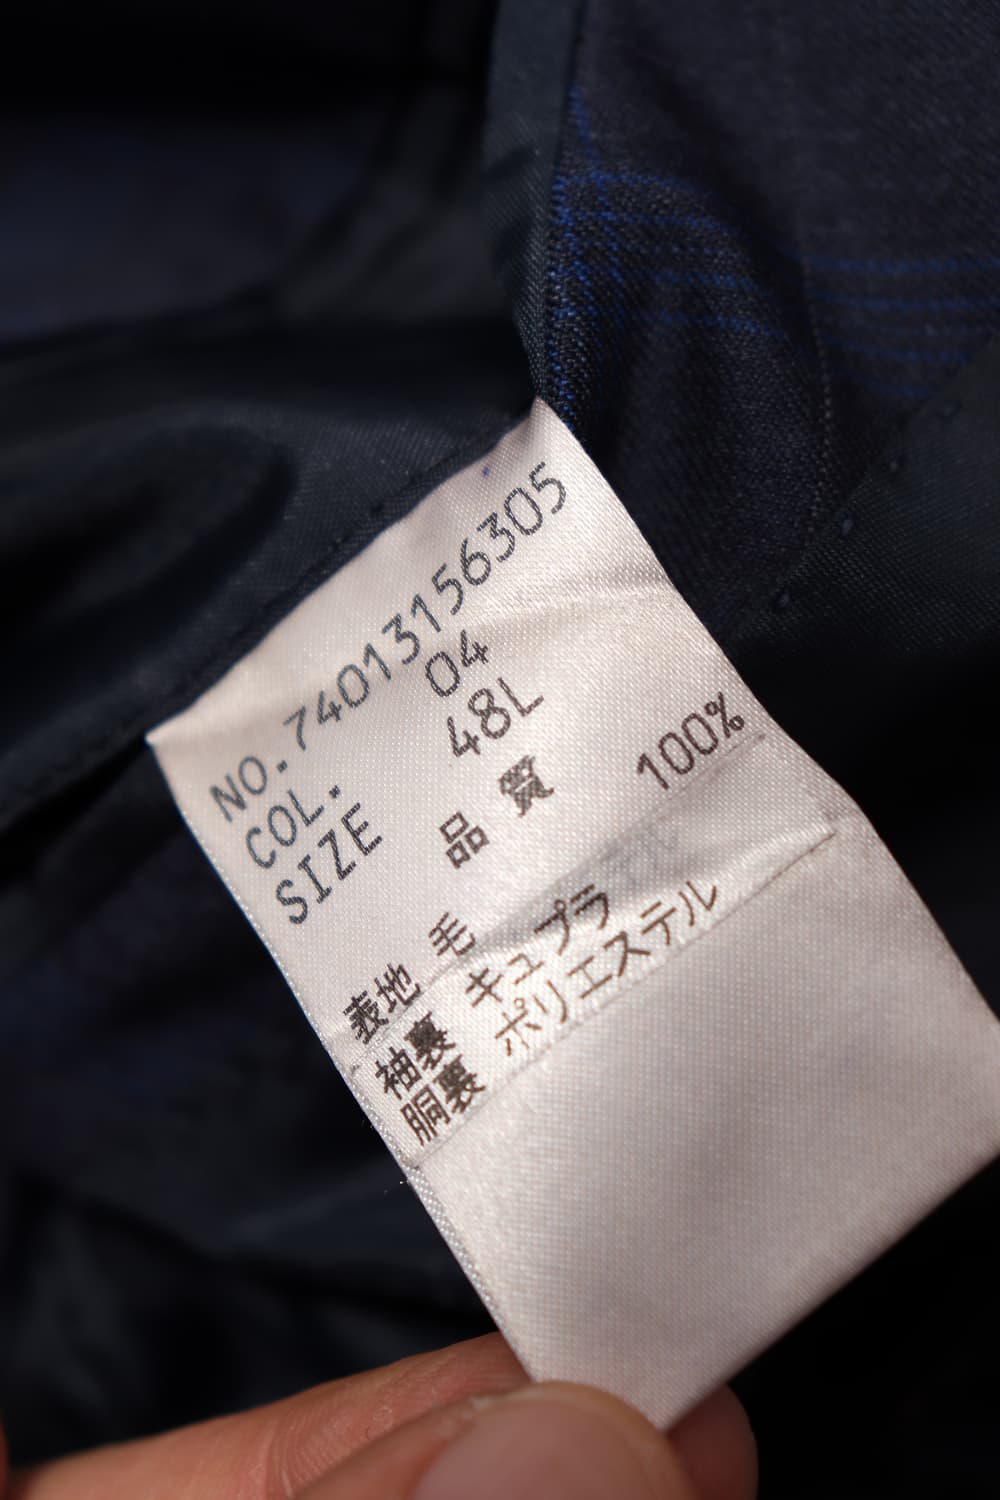 NO. 74013156305
COL. 04
SIZE 48L
品 質
表地 毛 100%
袖裏 キュプラ
胴裏 ポリエステル